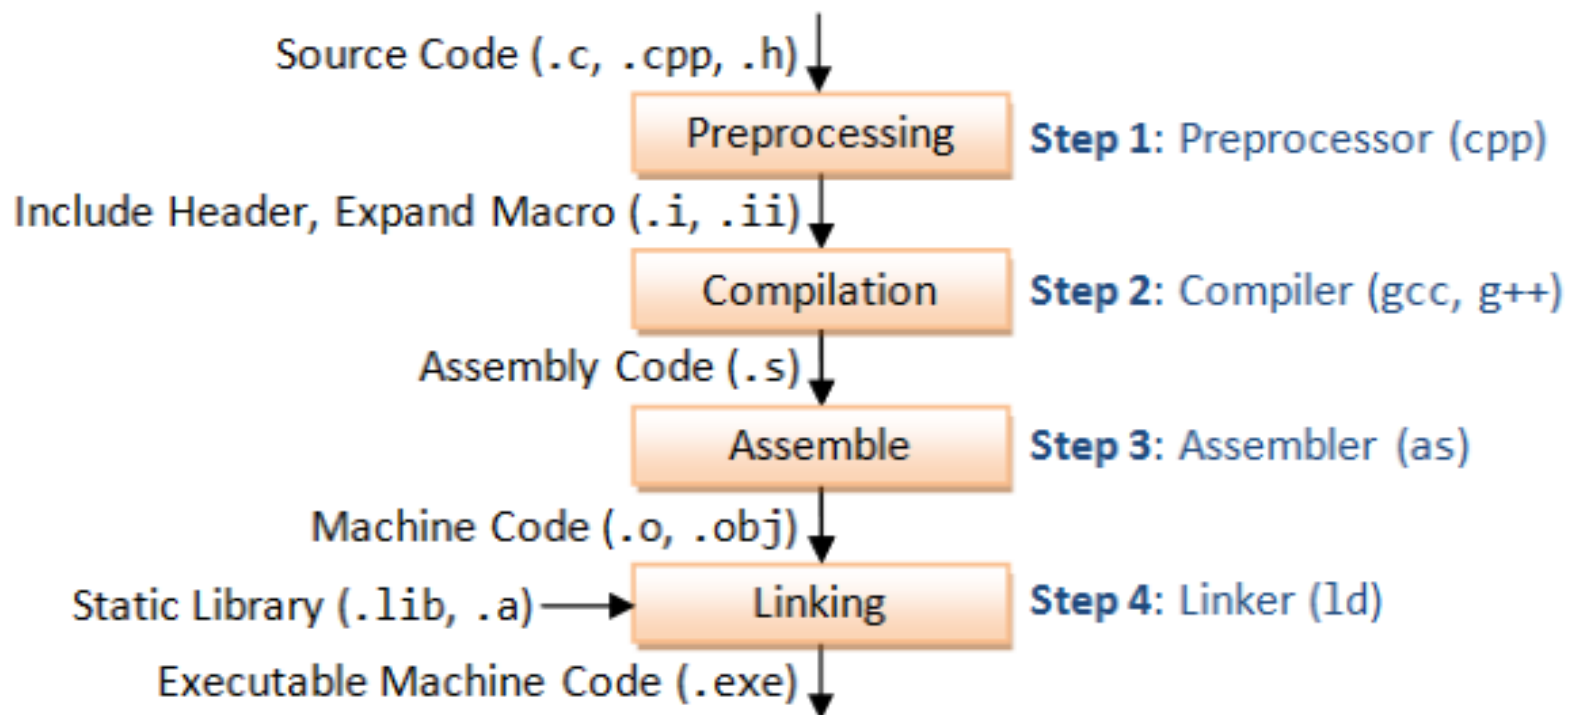 Source Code (.c, .cpp, .h)
Preprocessing
Step 1: Preprocessor (cpp)
Include Header, Expand Macro (.i, .ii)
Compilation
Step 2: Compiler (gcc, g++)
Assembly Code (.s)
Assemble
Step 3: Assembler (as)
Machine Code (.o, .obj)
Static Library (.lib, .a)
Linking
Step 4: Linker (ld)
Executable Machine Code (.exe)